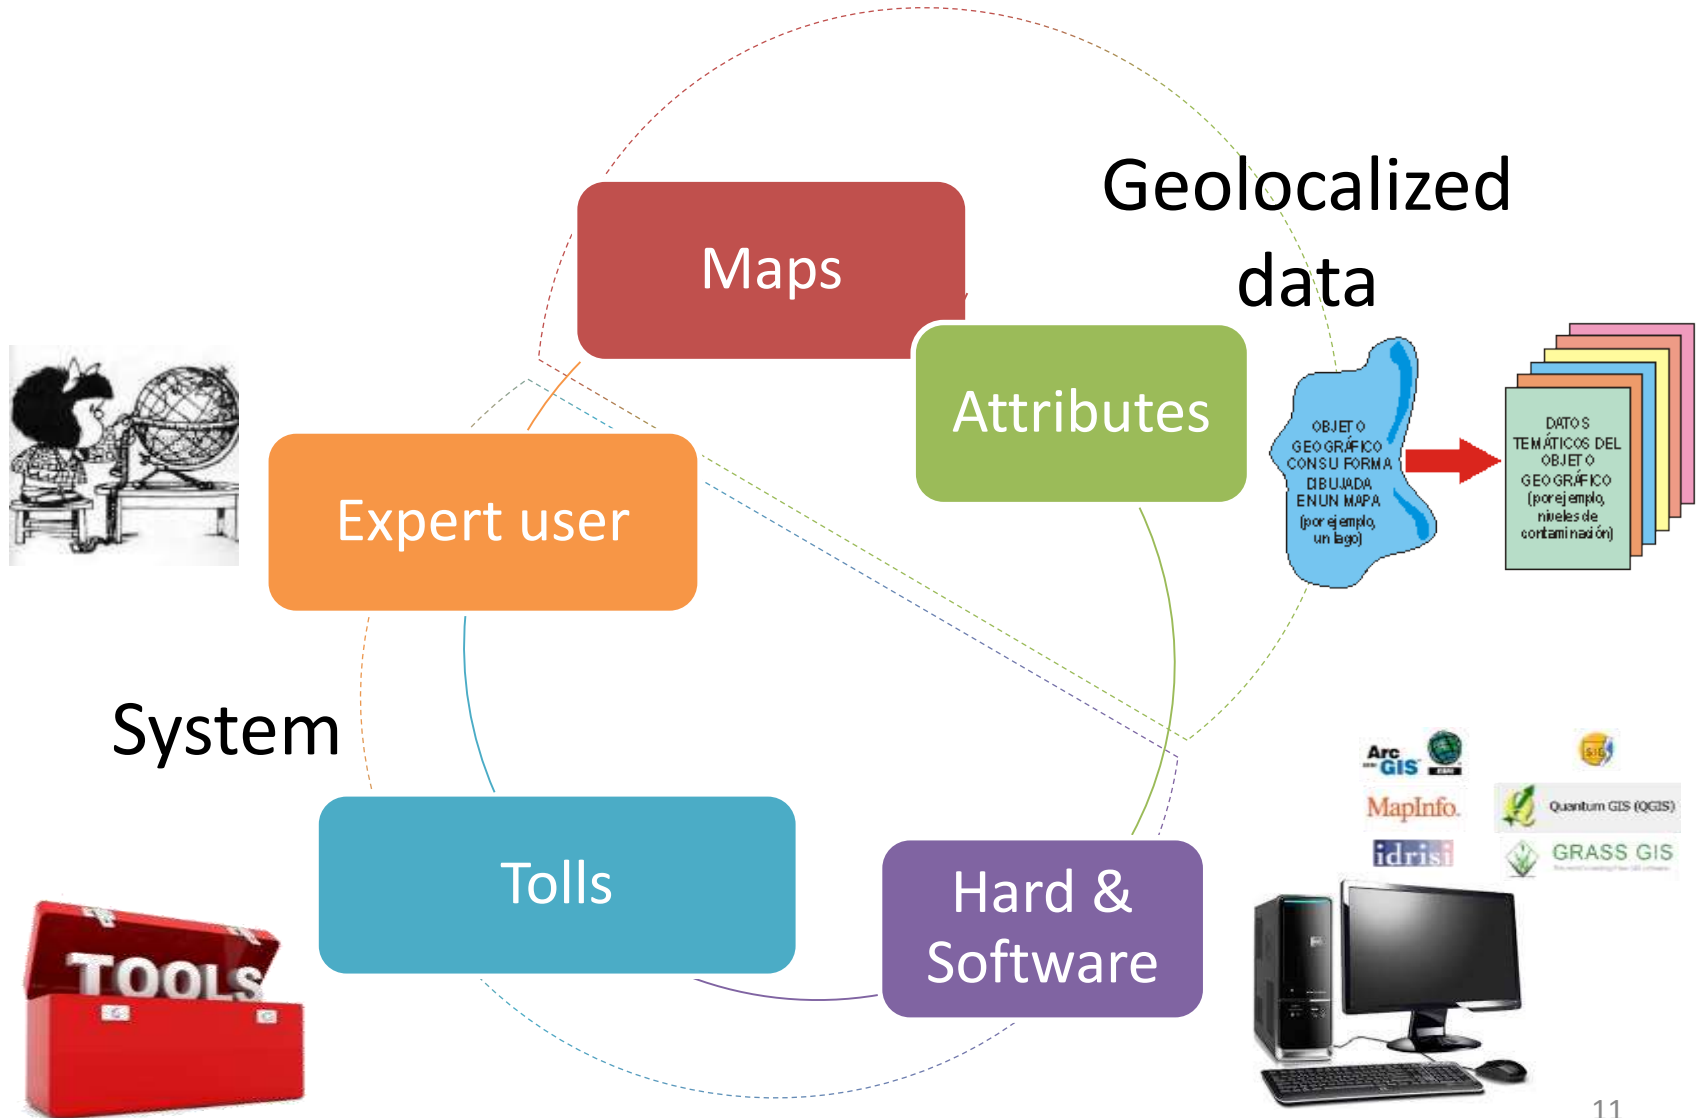 Geolocalized
data
Maps
Attributes
Expert user
OBJETO
GEOGRÁFICO
CON SU FORMA
DIBUJADA
EN UN MAPA
(por ejemplo,
un lago)
DATOS
TEMÁTICOS DEL
OBJETO
GEOGRÁFICO
(por ejemplo,
niveles de
contaminación)
System
Tolls
Hard &
Software
TOOLS
Arc
GIS
MapInfo.
Quantum GIS (QGIS)
idrisi
GRASS GIS
11